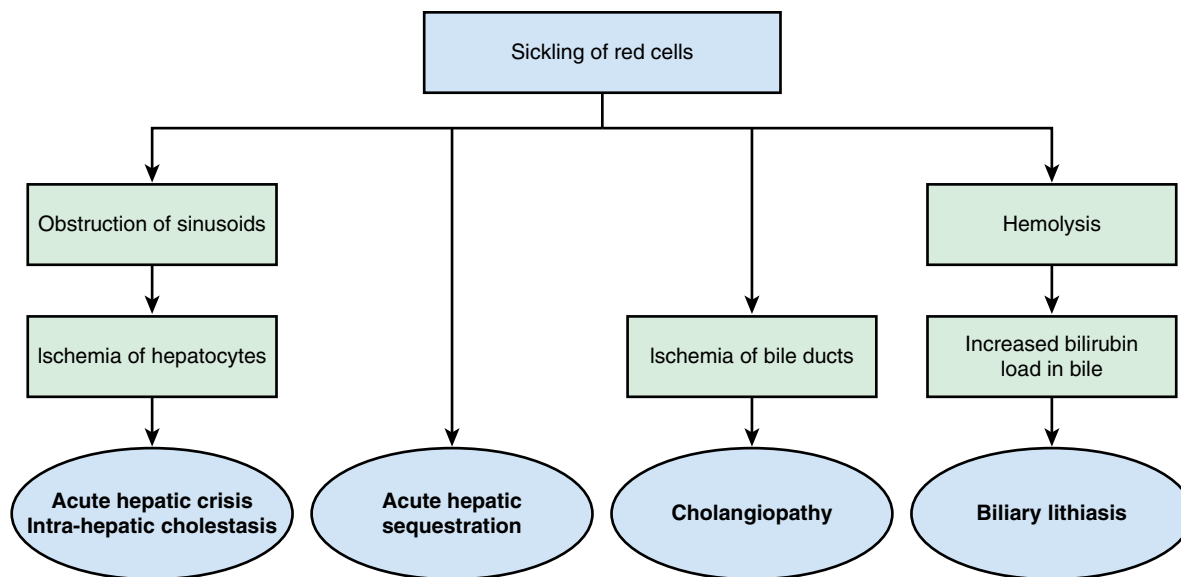 Sickling of red cells
Obstruction of sinusoids
Hemolysis
Ischemia of hepatocytes
Ischemia of bile ducts
Increased bilirubin
load in bile
Acute hepatic crisis
Intra-hepatic cholestasis
Acute hepatic
sequestration
Cholangiopathy
Biliary lithiasis